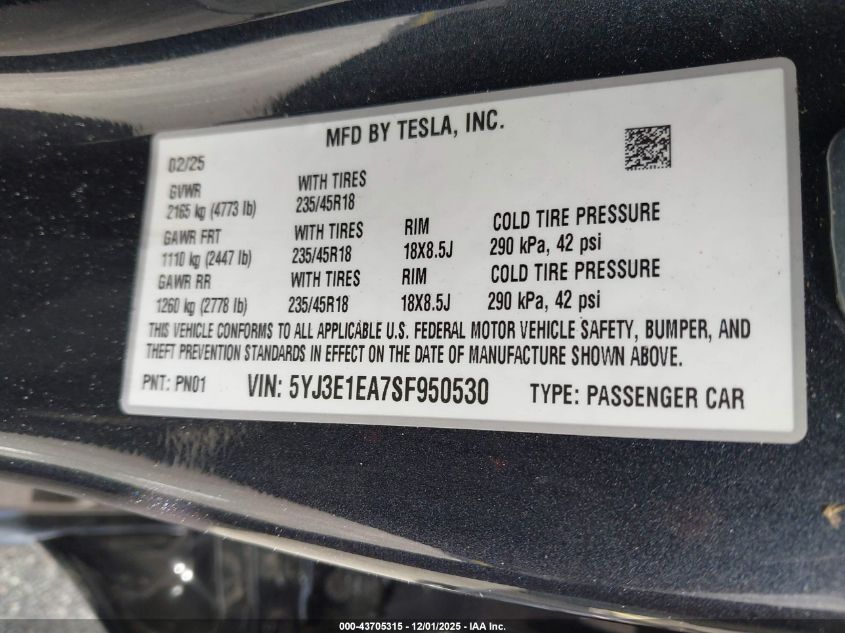 MFD BY TESLA, INC.
02/25
GVWR WITH TIRES
2165 kg (4773 lb) 235/45R18
GAWR FRT WITH TIRES RIM COLD TIRE PRESSURE
1110 kg (2447 lb) 235/45R18 18X8.5J 290 kPa, 42 psi
GAWR RR WITH TIRES RIM COLD TIRE PRESSURE
1260 kg (2778 lb) 235/45R18 18X8.5J 290 kPa, 42 psi
THIS VEHICLE CONFORMS TO ALL APPLICABLE U.S. FEDERAL MOTOR VEHICLE SAFETY, BUMPER, AND
THEFT PREVENTION STANDARDS IN EFFECT ON THE DATE OF MANUFACTURE SHOWN ABOVE.
PNT: PN01 VIN: 5YJ3E1EA7SF950530 TYPE: PASSENGER CAR
000-43705315 - 12/01/2025 - IAA Inc.